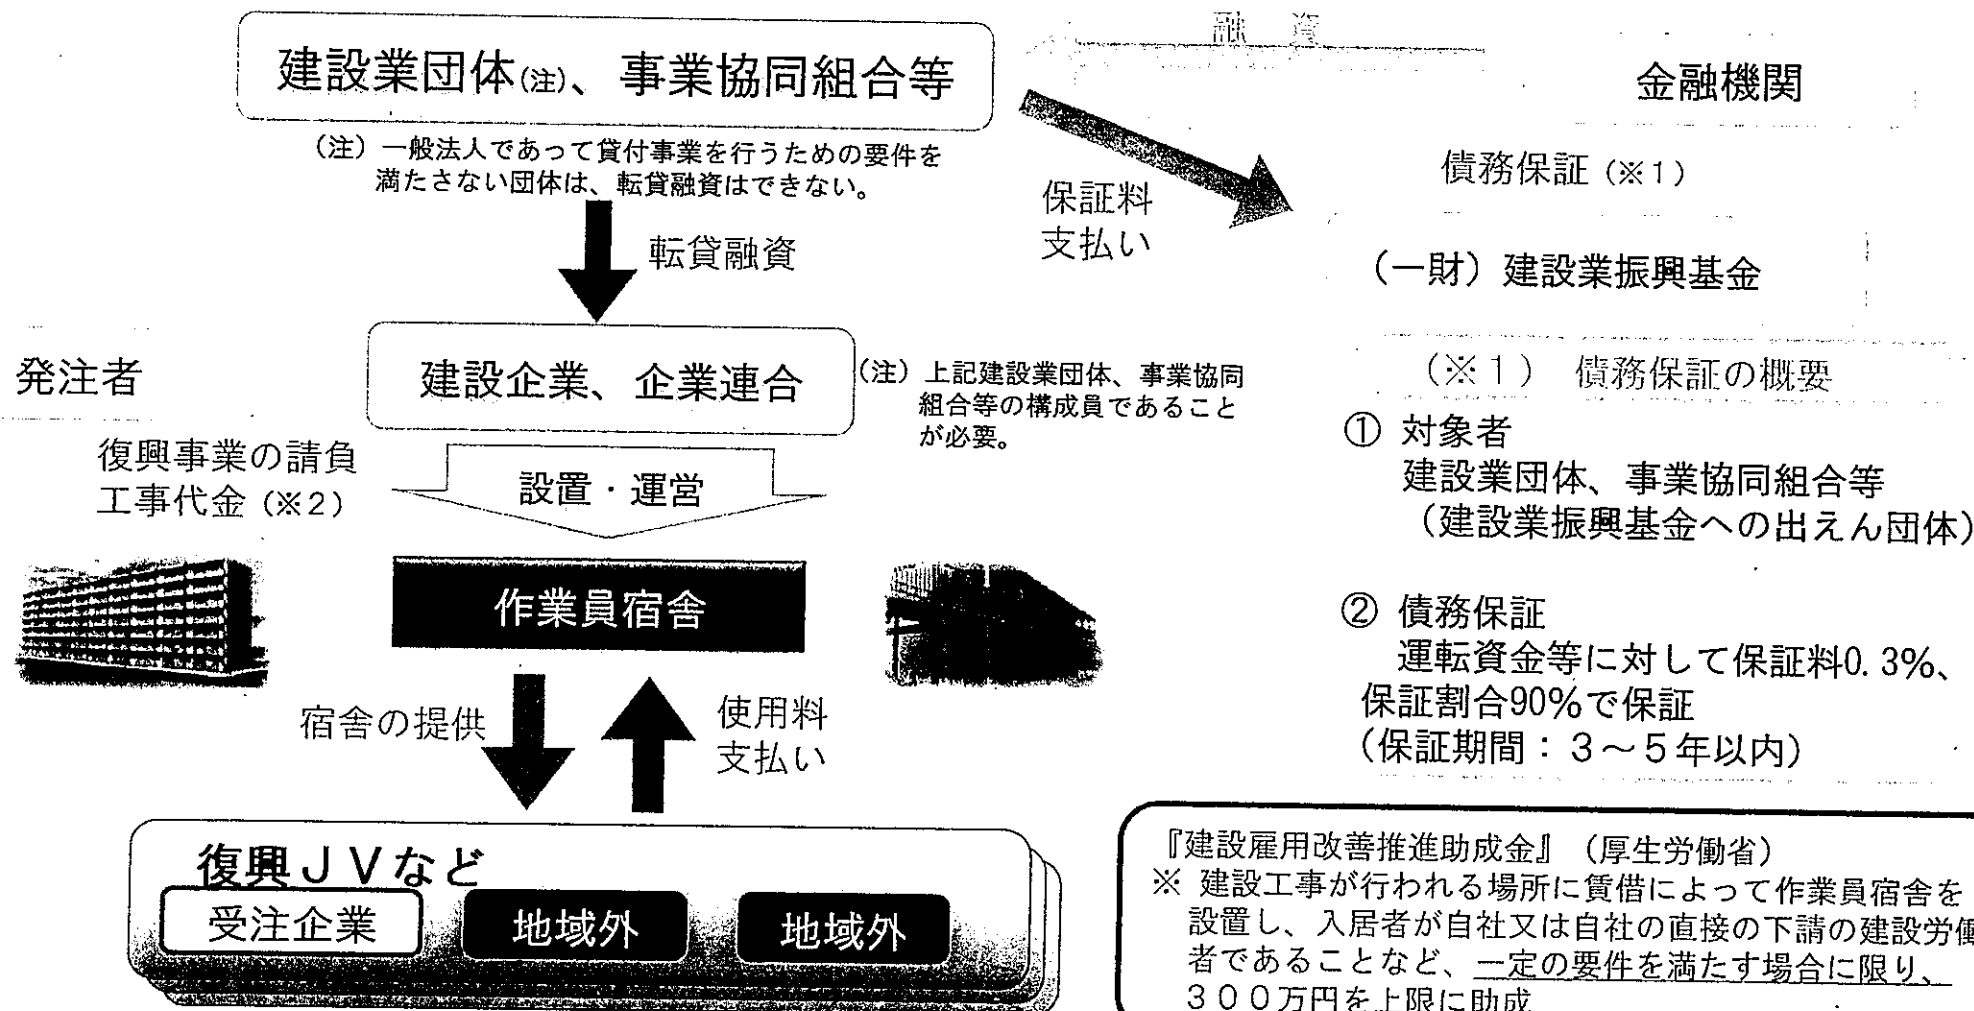 融資
建設業団体(注)、事業協同組合等
金融機関
(注)一般法人であって貸付事業を行うための要件を
満たさない団体は、転貸融資はできない。
債務保証(※1)
保証料
支払い
転貸融資
(一財)建設業振興基金
発注者
建設企業、企業連合
(注)上記建設業団体、事業協同
組合等の構成員であること
が必要。
(※1) 債務保証の概要
① 対象者
建設業団体、事業協同組合等
(建設業振興基金への出えん団体)
復興事業の請負
工事代金(※2)
設置・運営
作業員宿舎
② 債務保証
運転資金等に対して保証料0.3%、
保証割合90%で保証
(保証期間:3~5年以内)
宿舎の提供
使用料
支払い
復興JVなど
受注企業
地域外
地域外
『建設雇用改善推進助成金』(厚生労働省)
※ 建設工事が行われる場所に賃借によって作業員宿舎を
設置し、入居者が自社又は自社の直接の下請の建設労働
者であることなど、一定の要件を満たす場合に限り、
300万円を上限に助成